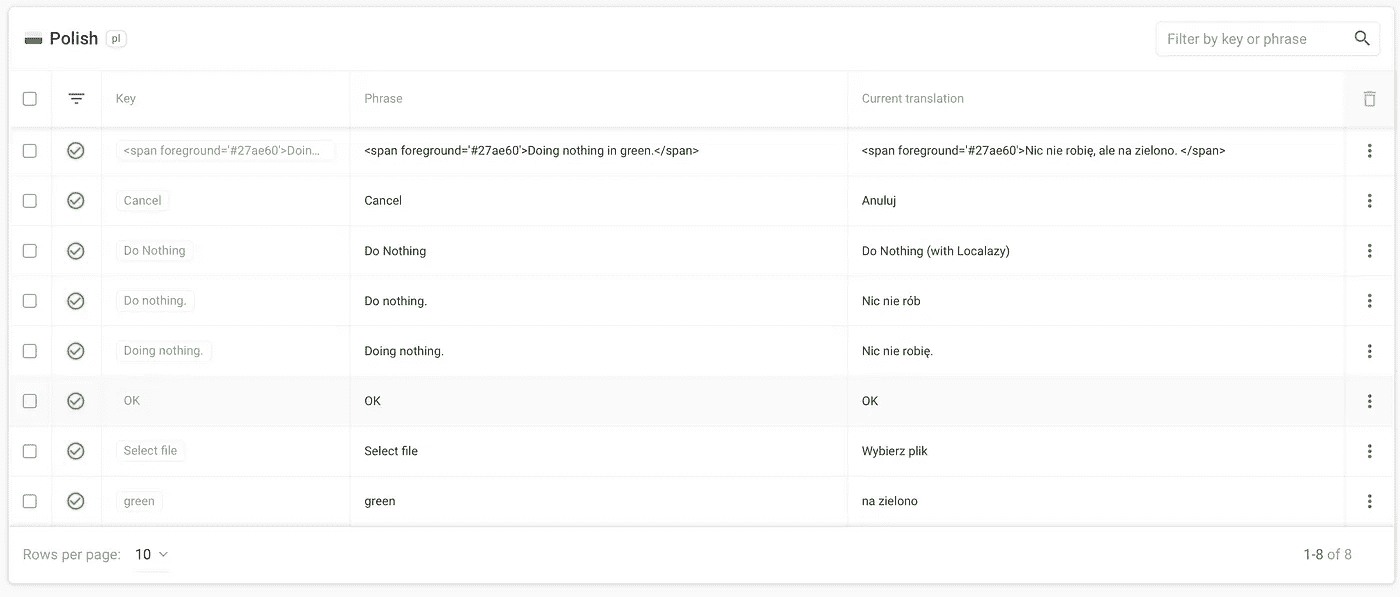 Polish pl
Filter by key or phrase
Key Phrase Current translation
<span foreground='#27ae60'>Doin... <span foreground='#27ae60'>Doing nothing in green.</span> <span foreground='#27ae60'>Nic nie robię, ale na zielono. </span>
Cancel Cancel Anuluj
Do Nothing Do Nothing Do Nothing (with Localazy)
Do nothing. Do nothing. Nic nie rób
Doing nothing. Doing nothing. Nic nie robię.
OK OK OK
Select file Select file Wybierz plik
green green na zielono
Rows per page: 10 1-8 of 8